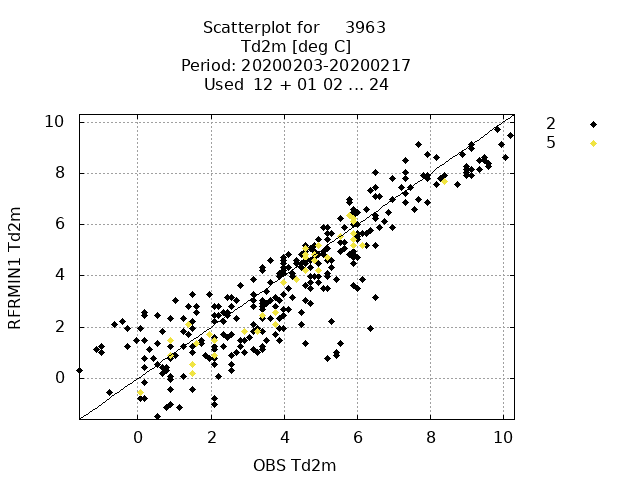 Scatterplot for 3963
Td2m [deg C]
Period: 20200203-20200217
Used 12 + 01 02 ... 24
2
5
RFRMIN1 Td2m
10
8
6
4
2
0
0 2 4 6 8 10
OBS Td2m